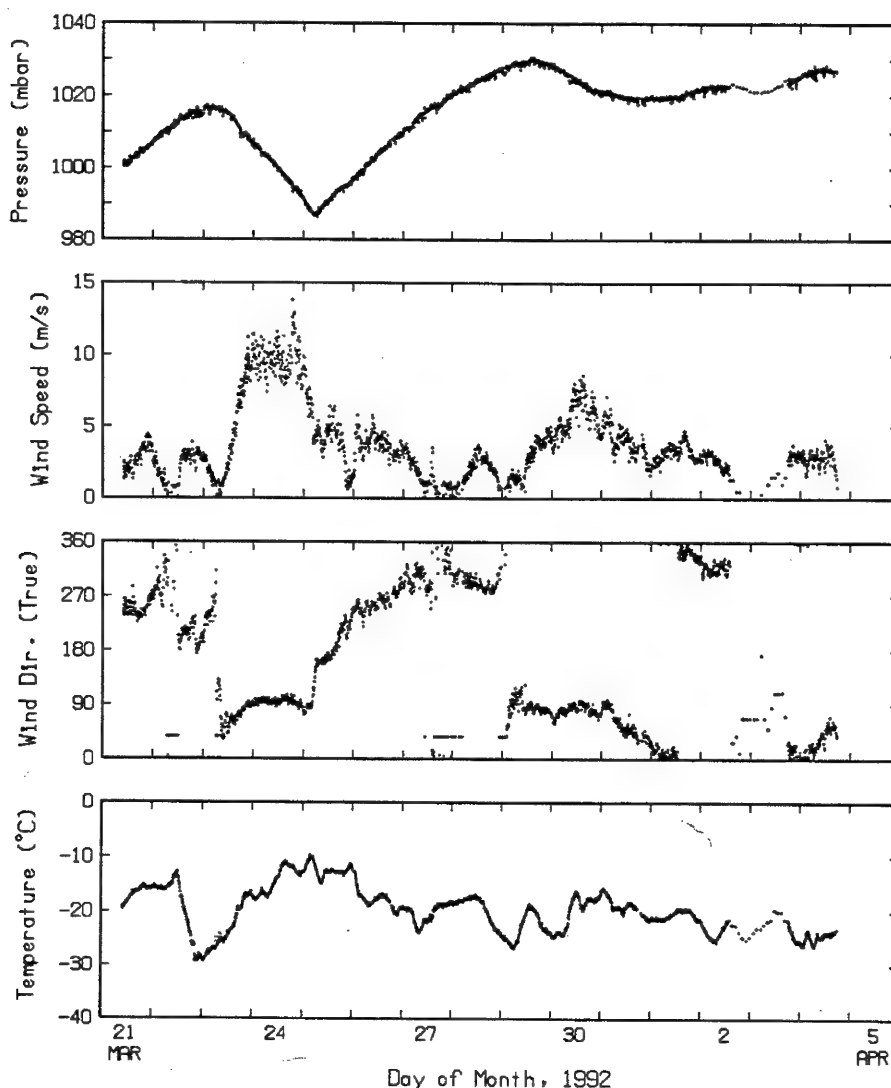 1040
1020
1000
980
Pressure (mbar)
15
10
5
0
Wind Speed (m/s)
360
270
180
90
0
Wind Dir. (True)
0
-10
-20
-30
-40
Temperature (°C)
21 24 27 30 2 5
MAR APR
Day of Month, 1992